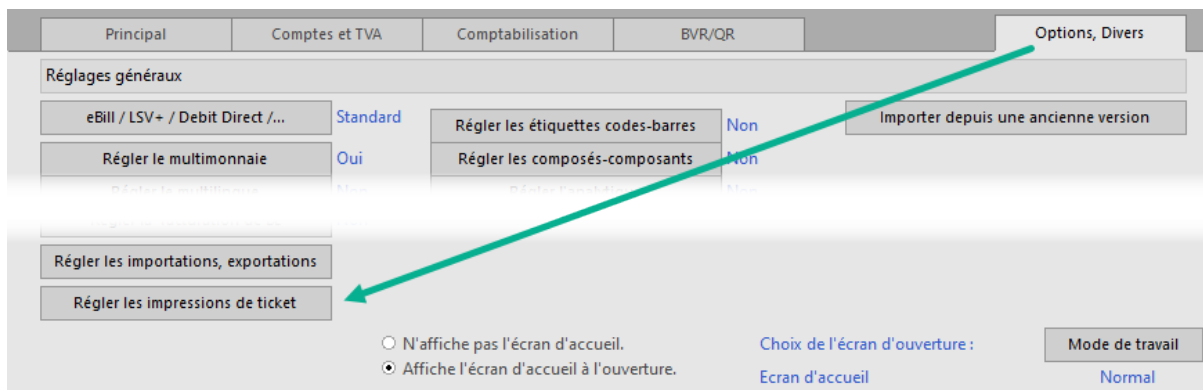 Principal Comptes et TVA Comptabilisation BVR/QR Options, Divers
Réglages généraux
eBill / LSV+ / Debit Direct /... Standard Régler les étiquettes codes-barres Non Importer depuis une ancienne version
Régler le multimonnaie Oui Régler les composés-composants Non
Régler les importations, exportations
Régler les impressions de ticket
N'affiche pas l'écran d'accueil. Choix de l'écran d'ouverture : Mode de travail
Affiche l'écran d'accueil à l'ouverture. Ecran d'accueil Normal